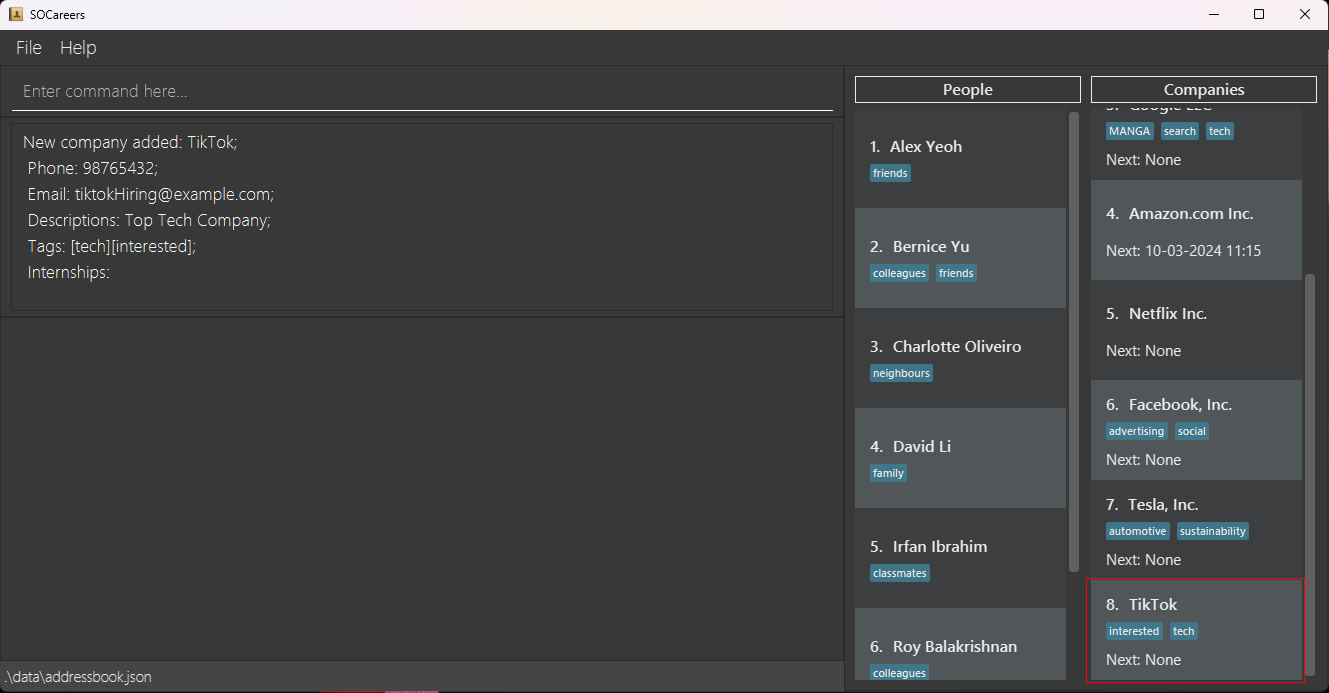 SOCareers
File Help
Enter command here...
New company added: TikTok;
Phone: 98765432;
Email: tiktokHiring@example.com;
Descriptions: Top Tech Company;
Tags: [tech][interested];
Internships:
.\data\addressbook.json
People
1. Alex Yeoh
friends
2. Bernice Yu
colleagues friends
3. Charlotte Oliveiro
neighbours
4. David Li
family
5. Irfan Ibrahim
classmates
6. Roy Balakrishnan
colleagues
Companies
3. Google LLC
MANGA search tech
Next: None
4. Amazon.com Inc.
Next: 10-03-2024 11:15
5. Netflix Inc.
Next: None
6. Facebook, Inc.
advertising social
Next: None
7. Tesla, Inc.
automotive sustainability
Next: None
8. TikTok
interested tech
Next: None